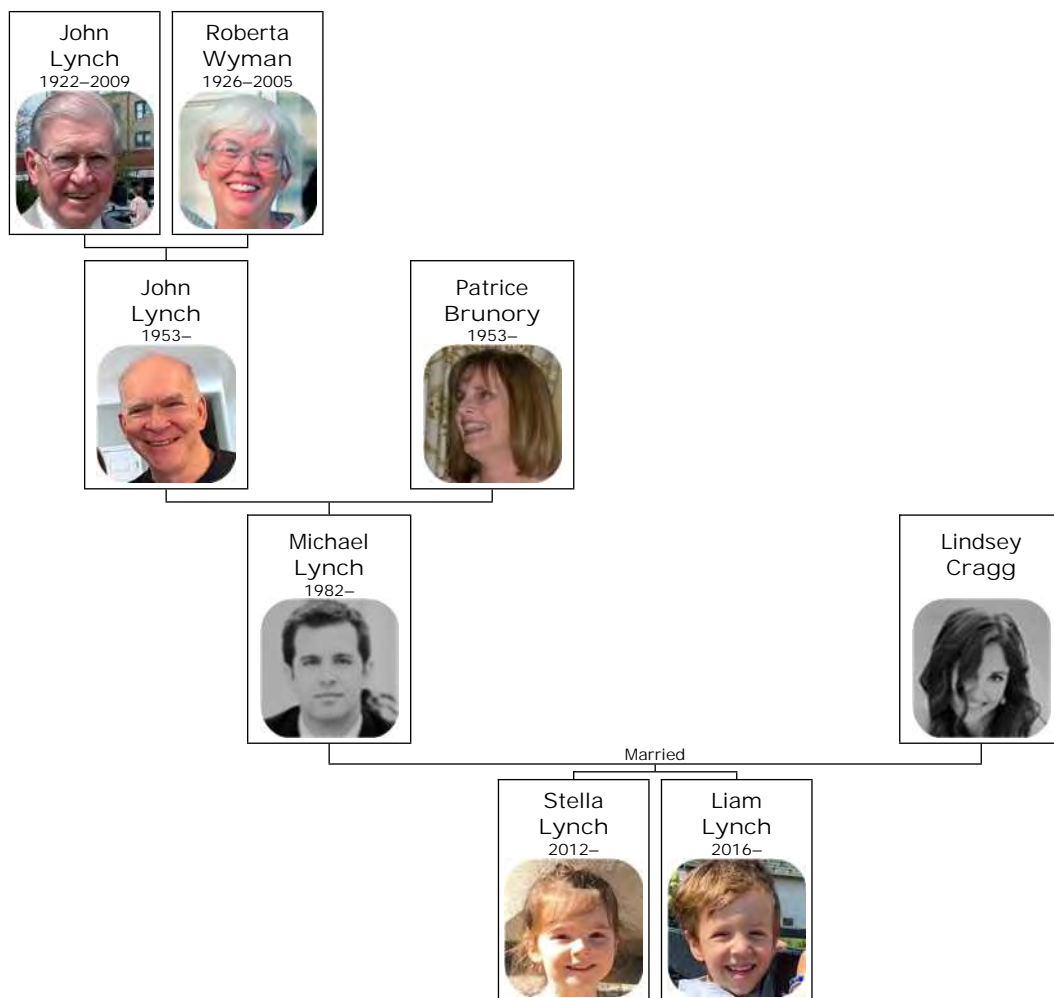 John
Lynch
1922–2009
Roberta
Wyman
1926–2005
John
Lynch
1953–
Patrice
Brunory
1953–
Michael
Lynch
1982–
Lindsey
Cragg
Married
Stella
Lynch
2012–
Liam
Lynch
2016–